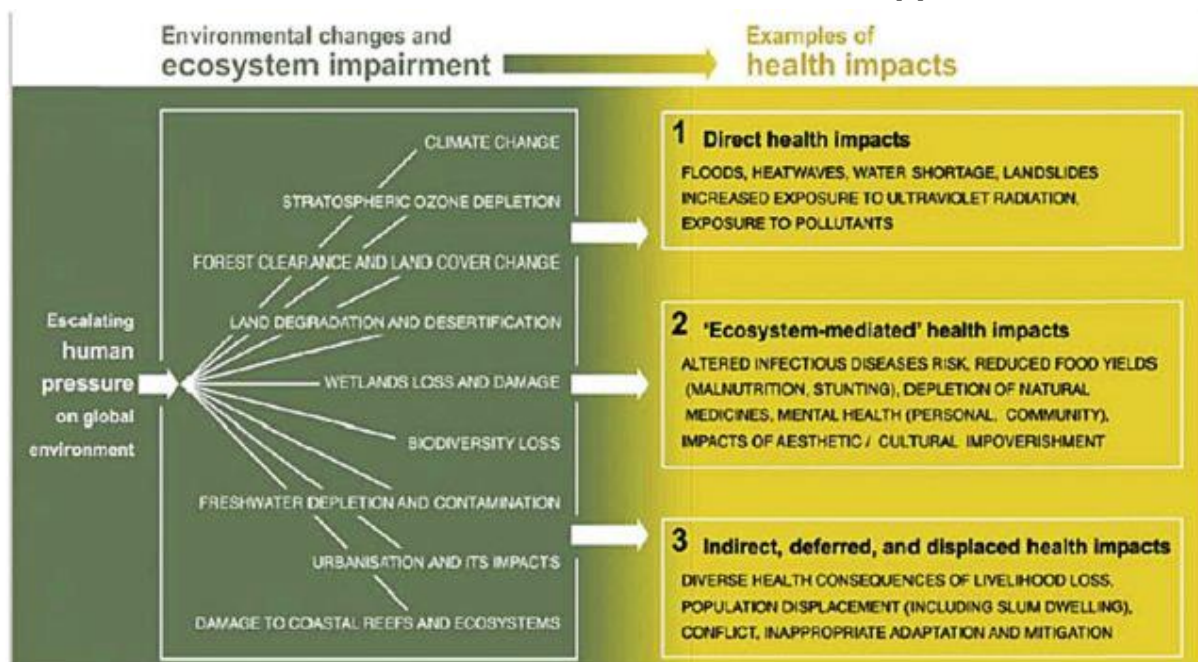 Environmental changes and
ecosystem impairment
Examples of
health impacts
Escalating
human
pressure
on global
environment
CLIMATE CHANGE
STRATOSPHERIC OZONE DEPLETION
FOREST CLEARANCE AND LAND COVER CHANGE
LAND DEGRADATION AND DESERTIFICATION
WETLANDS LOSS AND DAMAGE
BIODIVERSITY LOSS
FRESHWATER DEPLETION AND CONTAMINATION
URBANISATION AND ITS IMPACTS
DAMAGE TO COASTAL REEFS AND ECOSYSTEMS
1 Direct health impacts
FLOODS, HEATWAVES, WATER SHORTAGE, LANDSLIDES
INCREASED EXPOSURE TO ULTRAVIOLET RADIATION,
EXPOSURE TO POLLUTANTS
2 'Ecosystem-mediated' health impacts
ALTERED INFECTIOUS DISEASES RISK, REDUCED FOOD YIELDS
(MALNUTRITION, STUNTING), DEPLETION OF NATURAL
MEDICINES, MENTAL HEALTH (PERSONAL, COMMUNITY),
IMPACTS OF AESTHETIC / CULTURAL IMPOVERISHMENT
3 Indirect, deferred, and displaced health impacts
DIVERSE HEALTH CONSEQUENCES OF LIVELIHOOD LOSS,
POPULATION DISPLACEMENT (INCLUDING SLUM DWELLING),
CONFLICT, INAPPROPRIATE ADAPTATION AND MITIGATION